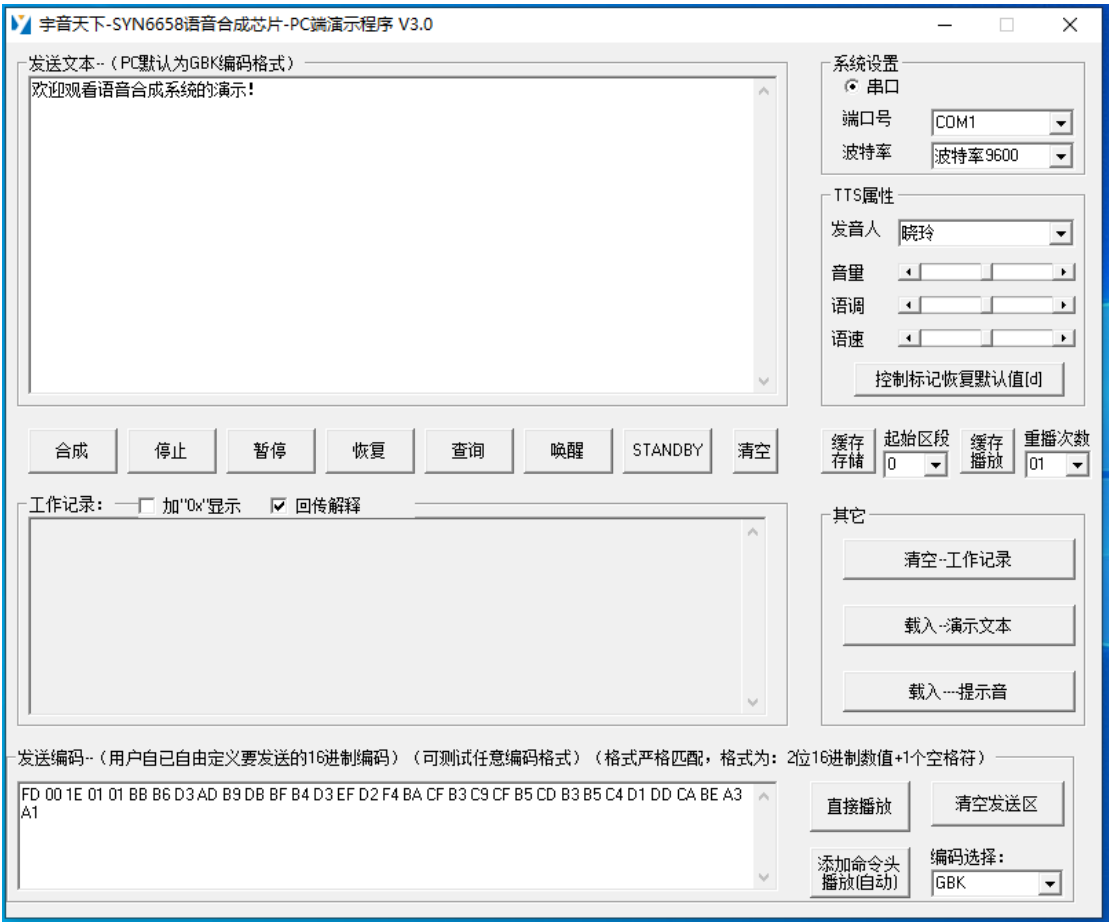 宇音天下-SYN6658语音合成芯片-PC端演示程序 V3.0
发送文本--（PC默认为GBK编码格式）
欢迎观看语音合成系统的演示！
系统设置
串口
端口号 COM1
波特率 波特率9600
TTS属性
发音人 晓玲
音量
语调
语速
控制标记恢复默认值[d]
合成 停止 暂停 恢复 查询 唤醒 STANDBY 清空
缓存
存储
起始区段
0
缓存
播放
重播次数
01
工作记录： 加"0x"显示 回传解释
其它
清空--工作记录
载入--演示文本
载入---提示音
发送编码--（用户自已自由定义要发送的16进制编码）（可测试任意编码格式）（格式严格匹配，格式为：2位16进制数值+1个空格符）
FD 00 1E 01 01 BB B6 D3 AD B9 DB BF B4 D3 EF D2 F4 BA CF B3 C9 CF B5 CD B3 B5 C4 D1 DD CA BE A3
A1
直接播放 清空发送区
添加命令头
播放(自动)
编码选择：
GBK